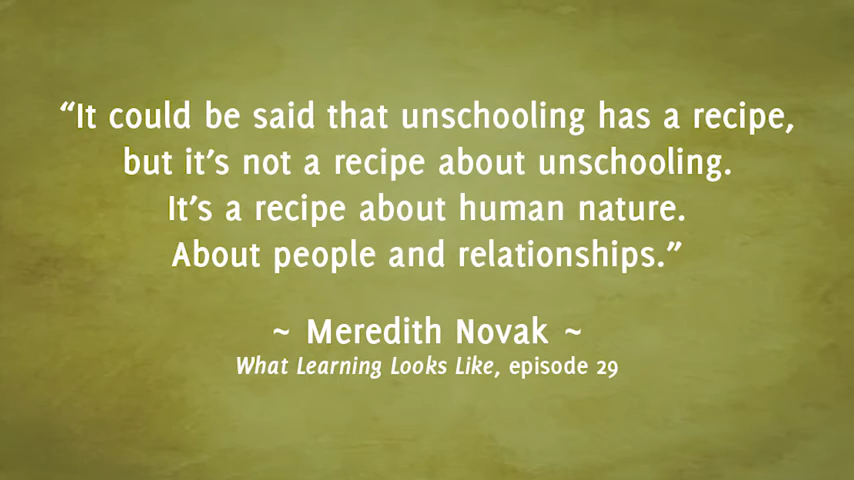 “It could be said that unschooling has a recipe,
but it’s not a recipe about unschooling.
It’s a recipe about human nature.
About people and relationships.”
~ Meredith Novak ~
What Learning Looks Like, episode 29